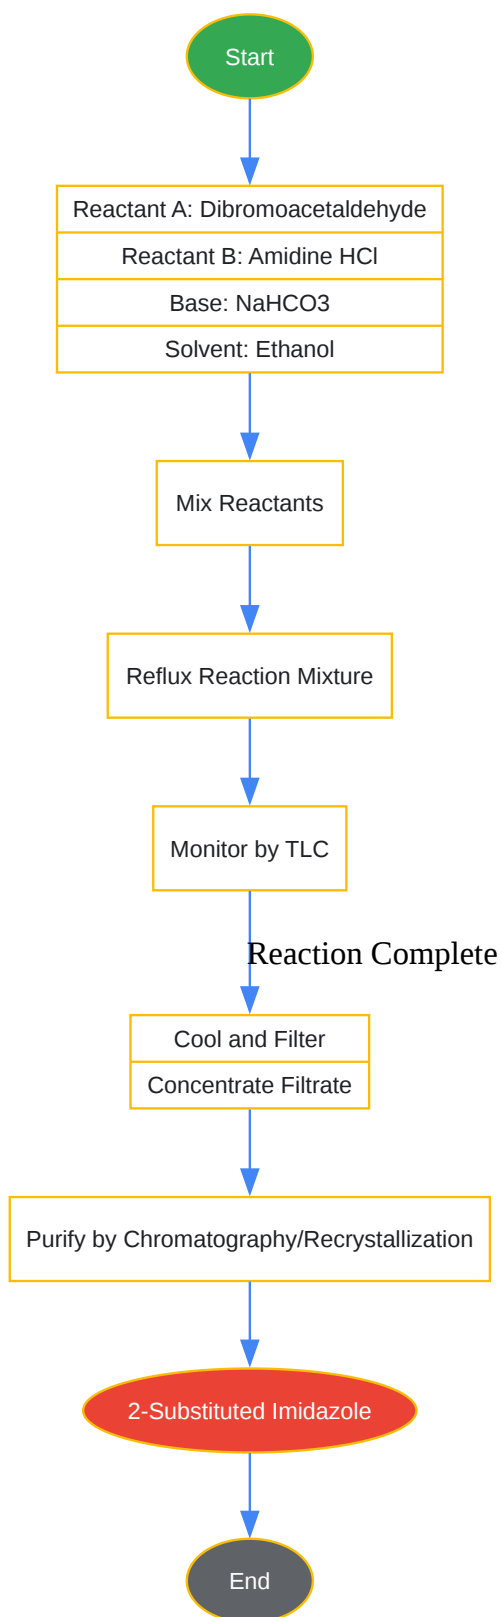 Start
Reactant A: Dibromoacetaldehyde
Reactant B: Amidine HCl
Base: NaHCO3
Solvent: Ethanol
Mix Reactants
Reflux Reaction Mixture
Monitor by TLC
Reaction Complete
Cool and Filter
Concentrate Filtrate
Purify by Chromatography/Recrystallization
2-Substituted Imidazole
End